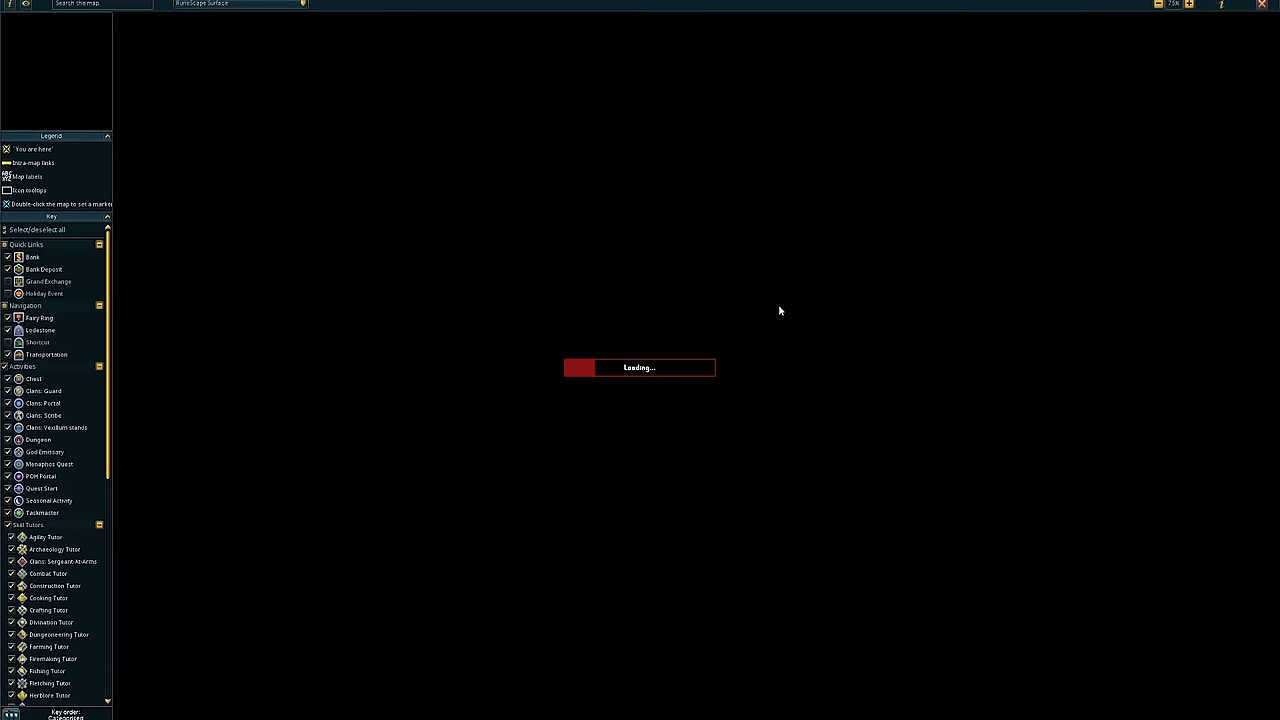 Search the map.
RuneScape Surface
75%
Legend
'You are here'
Intra-map links
Map labels
Icon tooltips
Double-click the map to set a marker
Key
Select/deselect all
Quick Links
Bank
Bank Deposit
Grand Exchange
Holiday Event
Navigation
Fairy Ring
Lodestone
Shortcut
Transportation
Activities
Chest
Clans: Guard
Clans: Portal
Clans: Scribe
Clans: Vexillum stands
Dungeon
God Emissary
Menaphos Quest
POH Portal
Quest Start
Seasonal Activity
Taskmaster
Skill Tutors
Agility Tutor
Archaeology Tutor
Clans: Sergeant-At-Arms
Combat Tutor
Construction Tutor
Cooking Tutor
Crafting Tutor
Divination Tutor
Dungeoneering Tutor
Farming Tutor
Firemaking Tutor
Fishing Tutor
Fletching Tutor
Herblore Tutor
Key order:
Categorised
Loading...